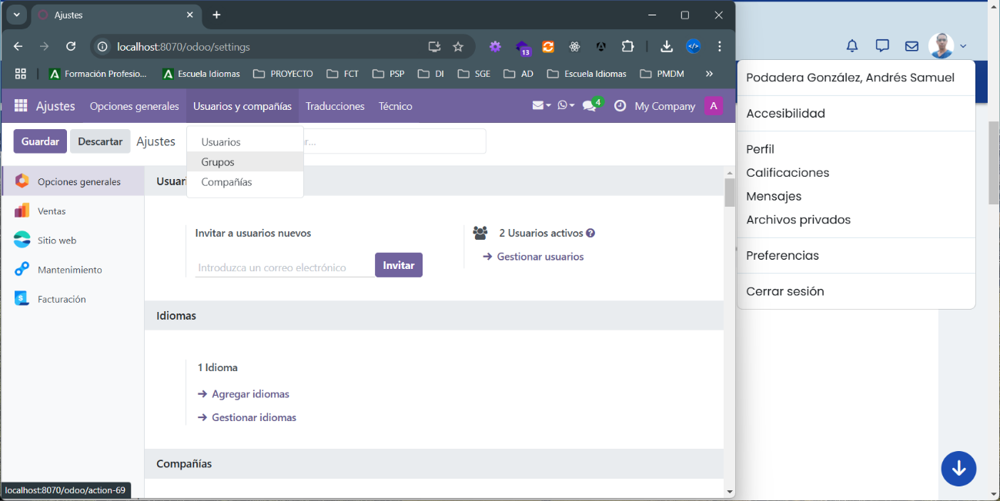 Ajustes
localhost:8070/odoo/settings
13
Formación Profesio...
Escuela Idiomas
PROYECTO
FCT
PSP
DI
SGE
AD
Escuela Idiomas
PMDM
»
Ajustes
Opciones generales
Usuarios y compañías
Traducciones
Técnico
4
My Company
A
Guardar
Descartar
Ajustes
r...
Usuarios
Grupos
Compañías
Opciones generales
Ventas
Sitio web
Mantenimiento
Facturación
Usuari
Invitar a usuarios nuevos
Introduzca un correo electrónico
Invitar
2 Usuarios activos
Gestionar usuarios
Idiomas
1 Idioma
Agregar idiomas
Gestionar idiomas
Compañías
localhost:8070/odoo/action-69
Podadera González, Andrés Samuel
Accesibilidad
Perfil
Calificaciones
Mensajes
Archivos privados
Preferencias
Cerrar sesión